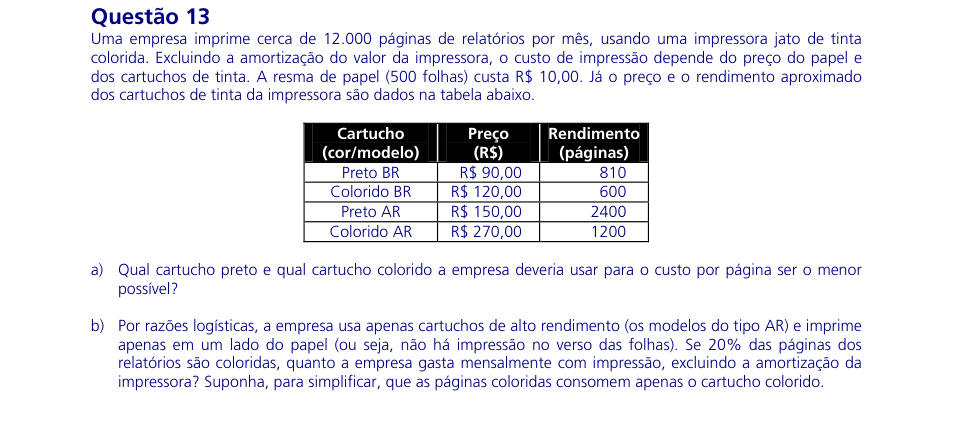 Questão 13
Uma empresa imprime cerca de 12.000 páginas de relatórios por mês, usando uma impressora jato de tinta
colorida. Excluindo a amortização do valor da impressora, o custo de impressão depende do preço do papel e
dos cartuchos de tinta. A resma de papel (500 folhas) custa R$ 10,00. Já o preço e o rendimento aproximado
dos cartuchos de tinta da impressora são dados na tabela abaixo.
Cartucho Preço Rendimento
(cor/modelo) (R$) (páginas)
Preto BR R$ 90,00 810
Colorido BR R$ 120,00 600
Preto AR R$ 150,00 2400
Colorido AR R$ 270,00 1200
a) Qual cartucho preto e qual cartucho colorido a empresa deveria usar para o custo por página ser o menor
possível?
b) Por razões logísticas, a empresa usa apenas cartuchos de alto rendimento (os modelos do tipo AR) e imprime
apenas em um lado do papel (ou seja, não há impressão no verso das folhas). Se 20% das páginas dos
relatórios são coloridas, quanto a empresa gasta mensalmente com impressão, excluindo a amortização da
impressora? Suponha, para simplificar, que as páginas coloridas consomem apenas o cartucho colorido.